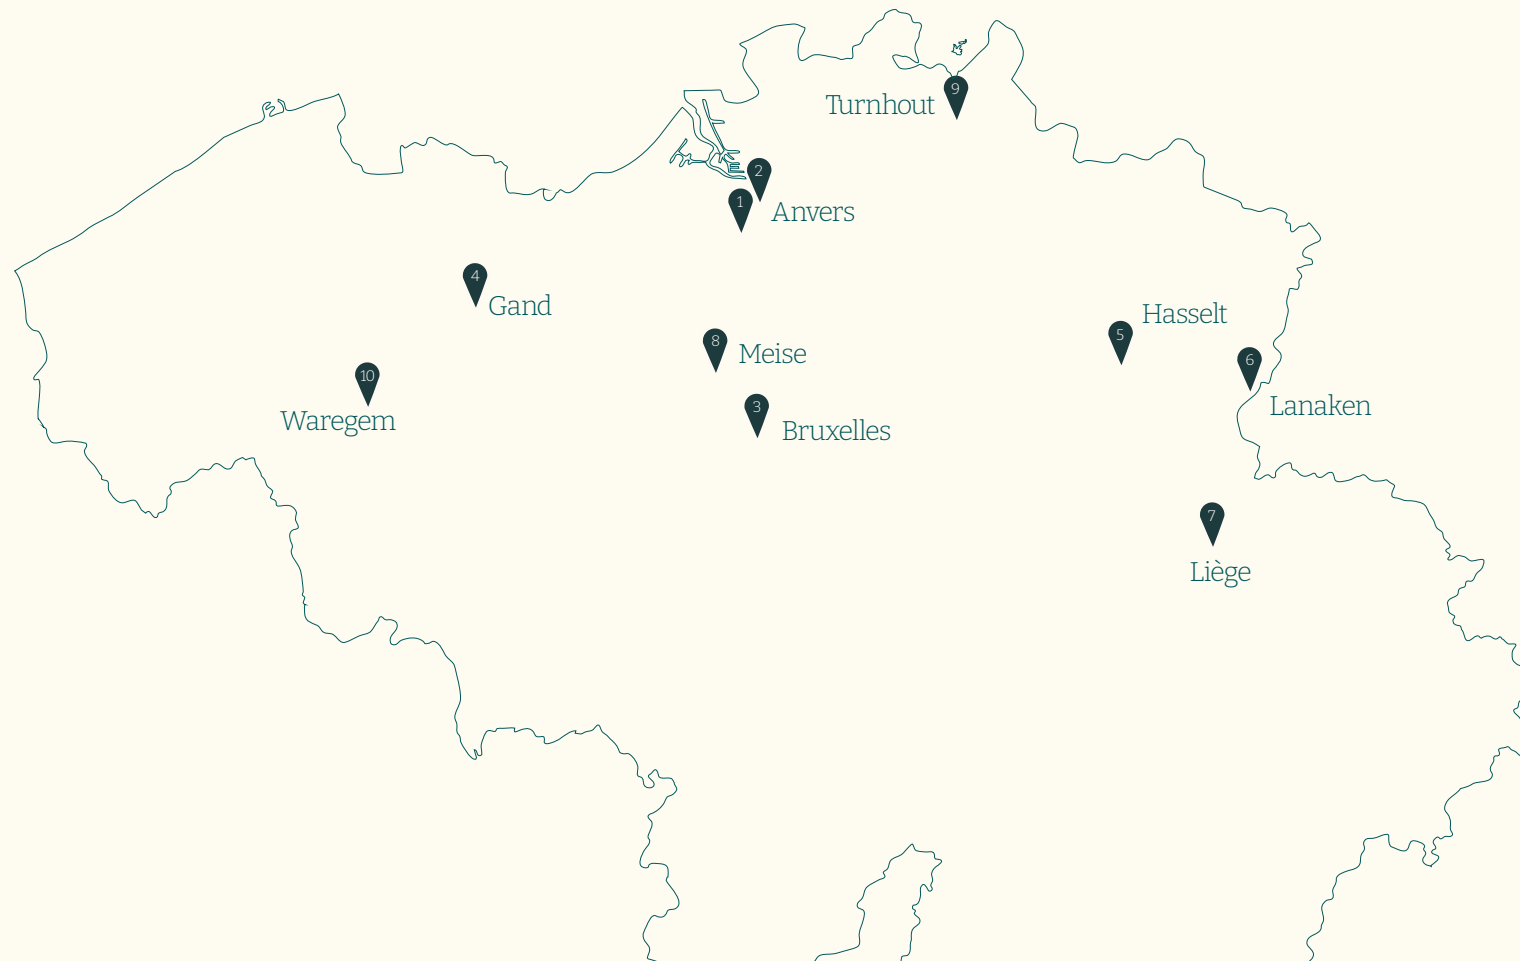 9
Turnhout
2
1
Anvers
4
Gand
Hasselt
5
8
Meise
6
10
Waregem
3
Bruxelles
Lanaken
7
Liège